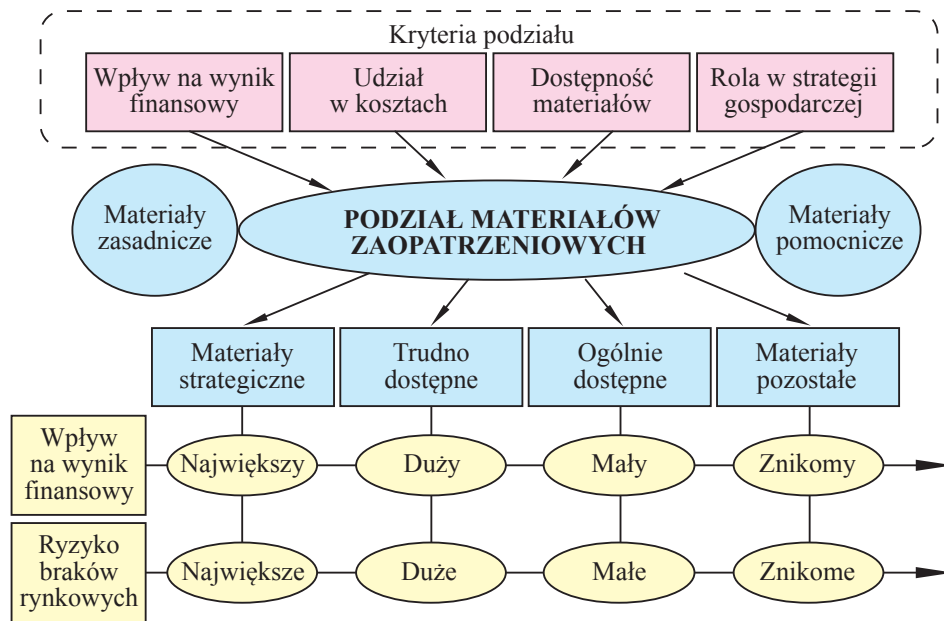 Kryteria podziału
Wpływ na wynik
finansowy
Udział
w kosztach
Dostępność
materiałów
Rola w strategii
gospodarczej
Materiały
zasadnicze
PODZIAŁ MATERIAŁÓW
ZAOPATRZENIOWYCH
Materiały
pomocnicze
Materiały
strategiczne
Trudno
dostępne
Ogólnie
dostępne
Materiały
pozostałe
Wpływ
na wynik
finansowy
Największy
Duży
Mały
Znikomy
Ryzyko
braków
rynkowych
Największe
Duże
Małe
Znikome